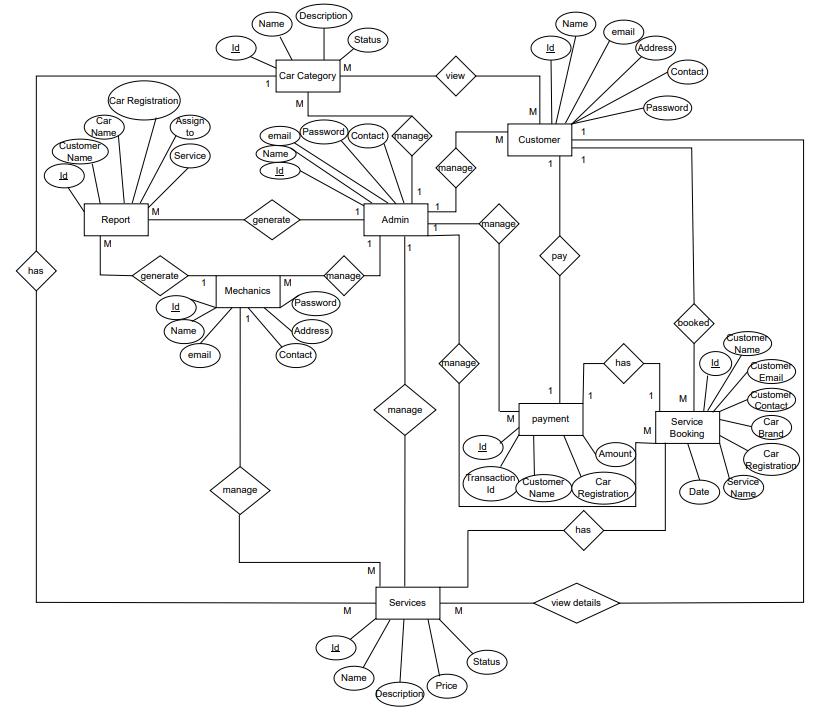 Description
Name
Name
Id
Status
email
Id
Address
M
Car Category
view
Contact
1
M
Car Registration
M
M
Password
Car
Name
Assign
to
email
Password
Contact
manage
1
Customer
Name
Name
Service
M
Customer
1
1
Id
Id
manage
1
M
Report
generate
1
Admin
1
1
manage
M
1
1
pay
has
generate
1
Mechanics
M
manage
Id
Password
1
Name
Address
booked
email
Contact
Customer
Name
manage
has
Id
Customer
Email
1
1
1
M
Customer
Contact
manage
M
payment
M
Service
Booking
Car
Brand
Id
Amount
Car
Registration
Transaction
Id
Customer
Name
Car
Registration
Date
Service
Name
manage
has
M
M
Services
M
view details
Id
Status
Name
Description
Price